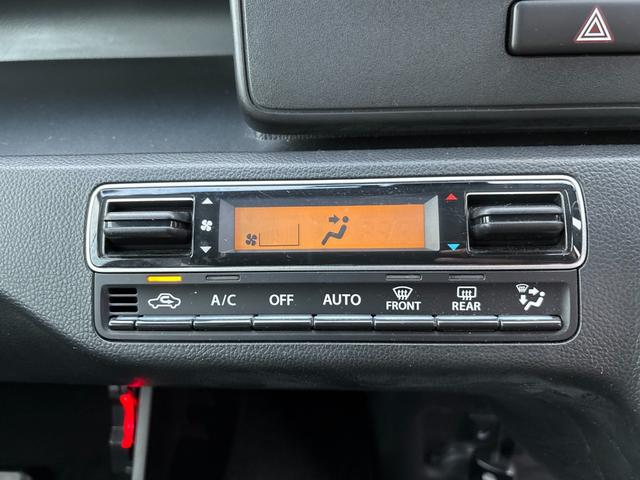 A/C OFF AUTO FRONT REAR